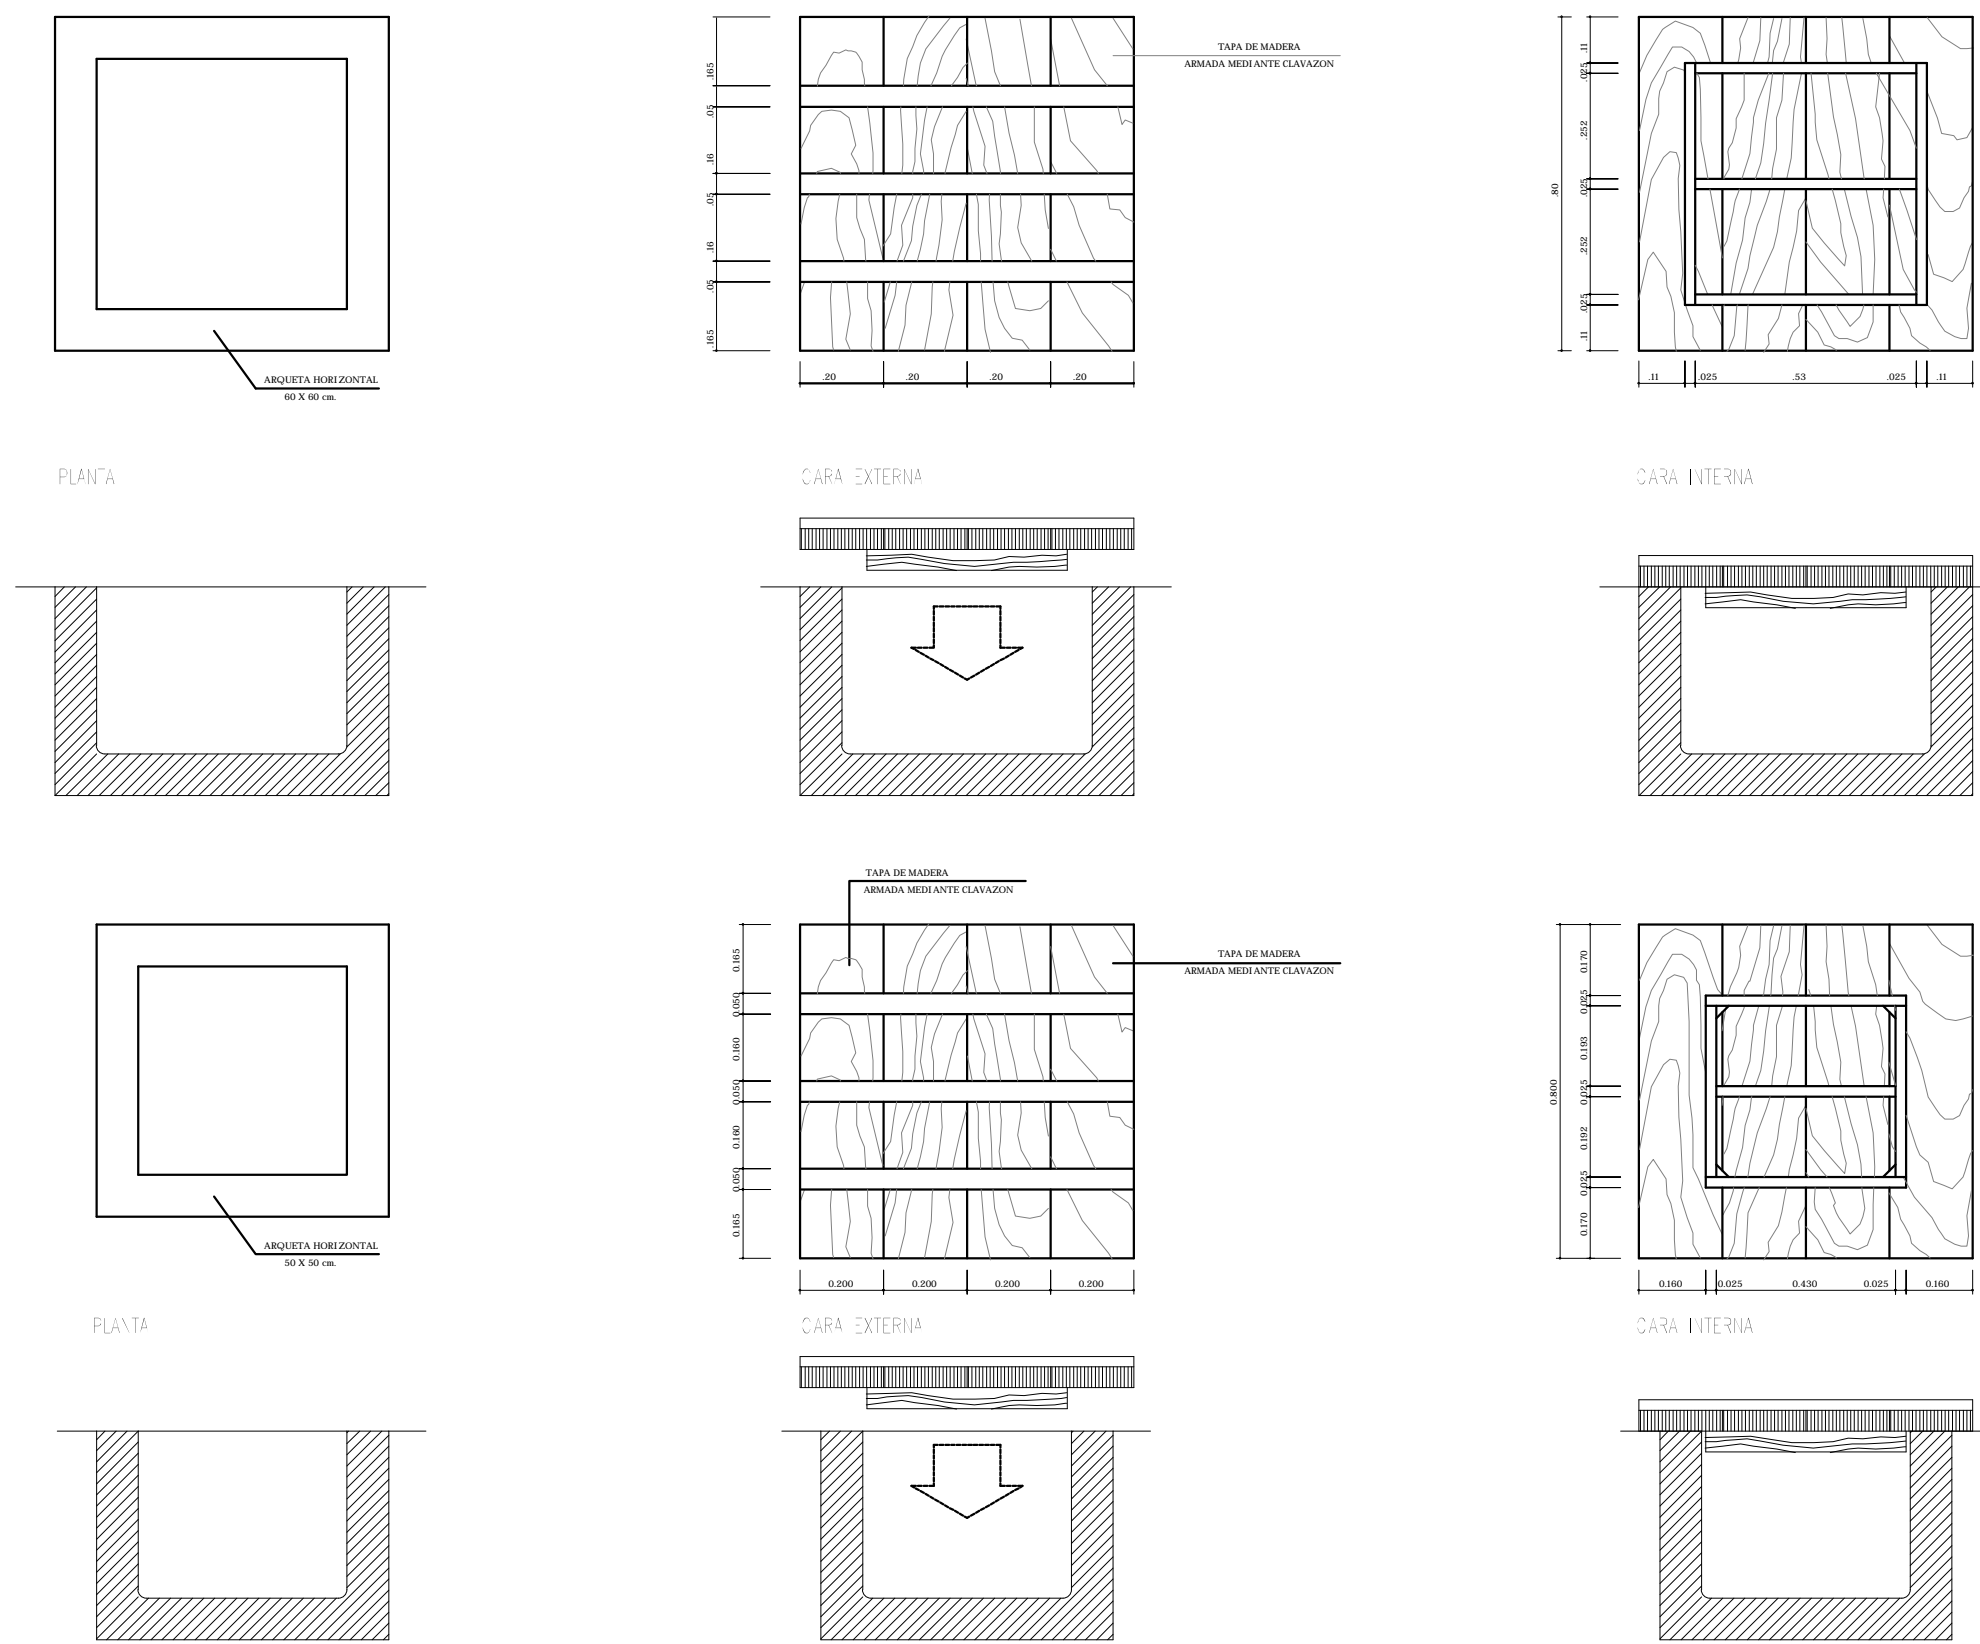 .165
.05
.16
.05
.16
.05
.165
.20 .20 .20 .20
TAPA DE MADERA
ARMADA MEDIANTE CLAVAZON
.80
.11
.025
.252
.025
.252
.025
.11
.11 .025 .53 .025 .11
ARQUETA HORIZONTAL
60 X 60 cm.
PLANTA
CARA EXTERNA
CARA INTERNA
TAPA DE MADERA
ARMADA MEDIANTE CLAVAZON
TAPA DE MADERA
ARMADA MEDIANTE CLAVAZON
0.165
0.050
0.160
0.050
0.160
0.050
0.165
0.200 0.200 0.200 0.200
0.800
0.170
0.025
0.193
0.025
0.192
0.025
0.170
0.160 0.025 0.430 0.025 0.160
ARQUETA HORIZONTAL
50 X 50 cm.
PLANTA
CARA EXTERNA
CARA INTERNA